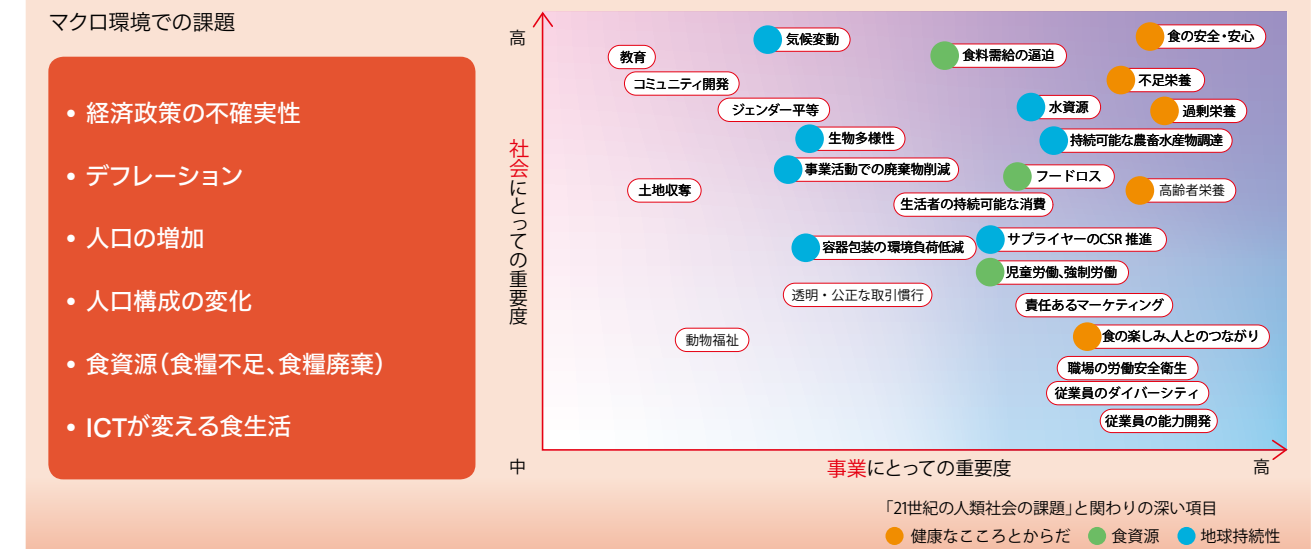 マクロ環境での課題
• 経済政策の不確実性
• デフレーション
• 人口の増加
• 人口構成の変化
• 食資源（食糧不足、食糧廃棄）
• ICTが変える食生活
高
社会にとっての重要度
中
食の安全・安心
気候変動
教育
食料需給の逼迫
コミュニティ開発
不足栄養
ジェンダー平等
水資源
過剰栄養
生物多様性
持続可能な農畜水産物調達
事業活動での廃棄物削減
フードロス
土地収奪
高齢者栄養
生活者の持続可能な消費
容器包装の環境負荷低減
サプライヤーのCSR 推進
児童労働、強制労働
透明・公正な取引慣行
責任あるマーケティング
動物福祉
食の楽しみ、人とのつながり
職場の労働安全衛生
従業員のダイバーシティ
従業員の能力開発
事業にとっての重要度
高
「21世紀の人類社会の課題」と関わりの深い項目
健康なこころとからだ
食資源
地球持続性